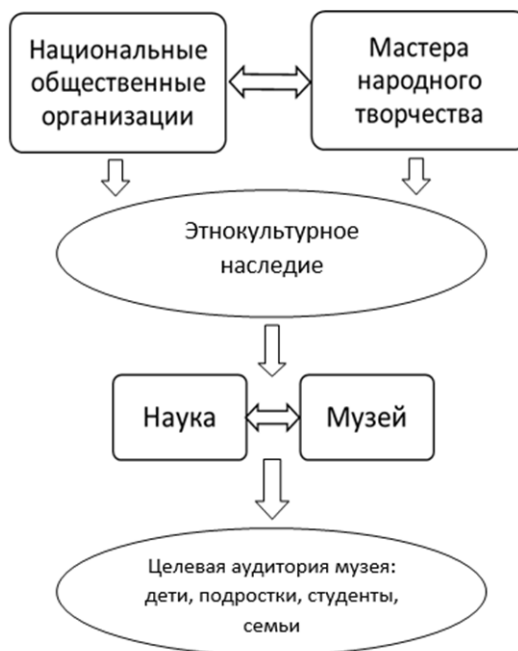 Национальные
общественные
организации
Мастера
народного
творчества
Этнокультурное
наследие
Наука
Музей
Целевая аудитория музея:
дети, подростки, студенты,
семьи